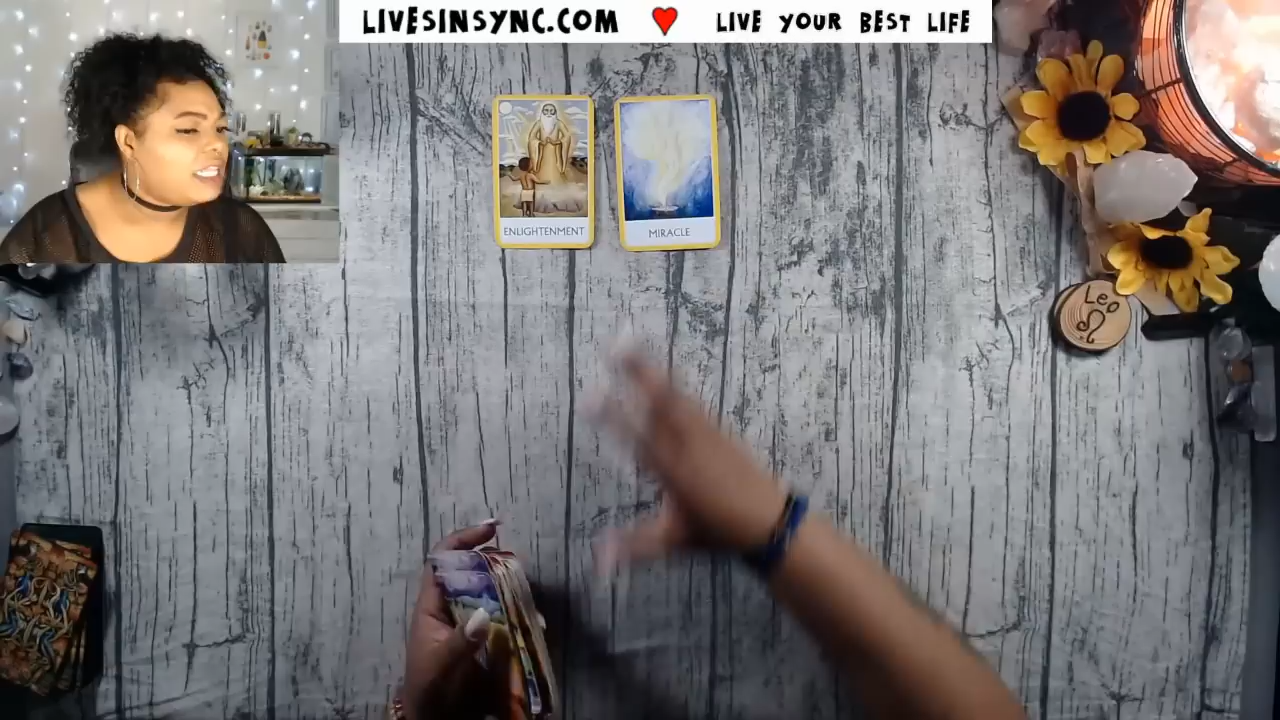 LIVESINSYNC.COM ❤ LIVE YOUR BEST LIFE
ENLIGHTENMENT
MIRACLE
Leo
♌